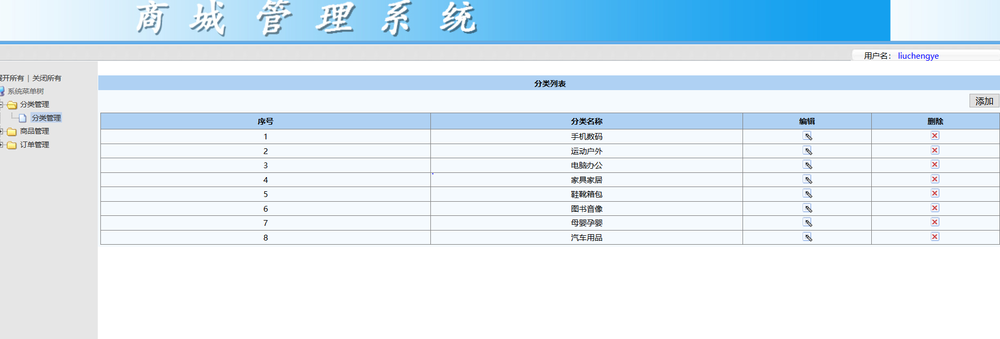 商城管理系统
用户名： liuchengye
展开所有 | 关闭所有
系统菜单树
分类管理
分类管理
商品管理
订单管理
分类列表
添加
序号 分类名称 编辑 删除
1 手机数码
2 运动户外
3 电脑办公
4 家具家居
5 鞋靴箱包
6 图书音像
7 母婴孕婴
8 汽车用品